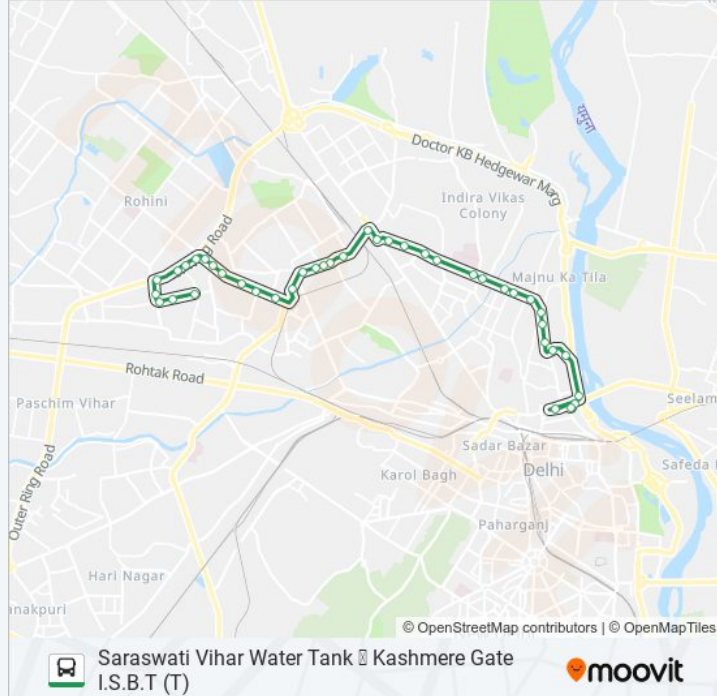 Doctor KB Hedgewar Marg
Indira Vikas
Colony
Rohini
Ring Road
Majnu Ka Tila
Rohtak Road
Paschim Vihar
Seelam
Sadar Bazar
Delhi
Karol Bagh
Safeda
Outer Ring Road
Paharganj
Hari Nagar
anakpuri
© OpenStreetMap contributors | © OpenMapTiles
Saraswati Vihar Water Tank Kashmere Gate
I.S.B.T (T)
moovit